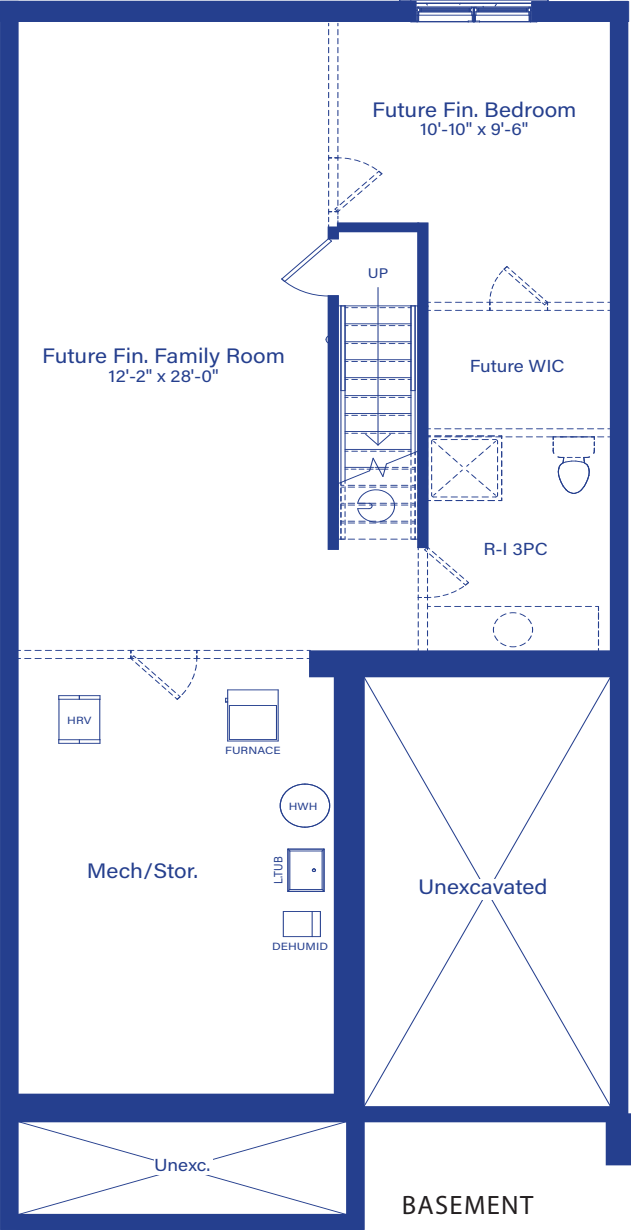 Future Fin. Bedroom
10'-10" x 9'-6"
UP
Future Fin. Family Room
12'-2" x 28'-0"
Future WIC
R-I 3PC
HRV
FURNACE
HWH
L.TUB
Mech/Stor.
Unexcavated
DEHUMID
Unexc.
BASEMENT